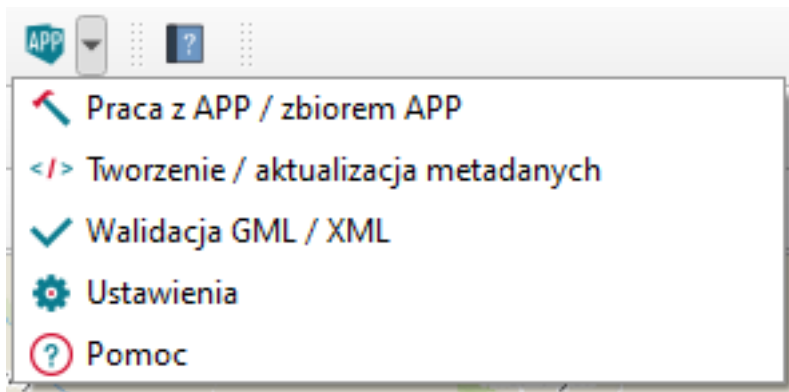 APP
?
Praca z APP / zbiorem APP
</> Tworzenie / aktualizacja metadanych
Walidacja GML / XML
Ustawienia
? Pomoc